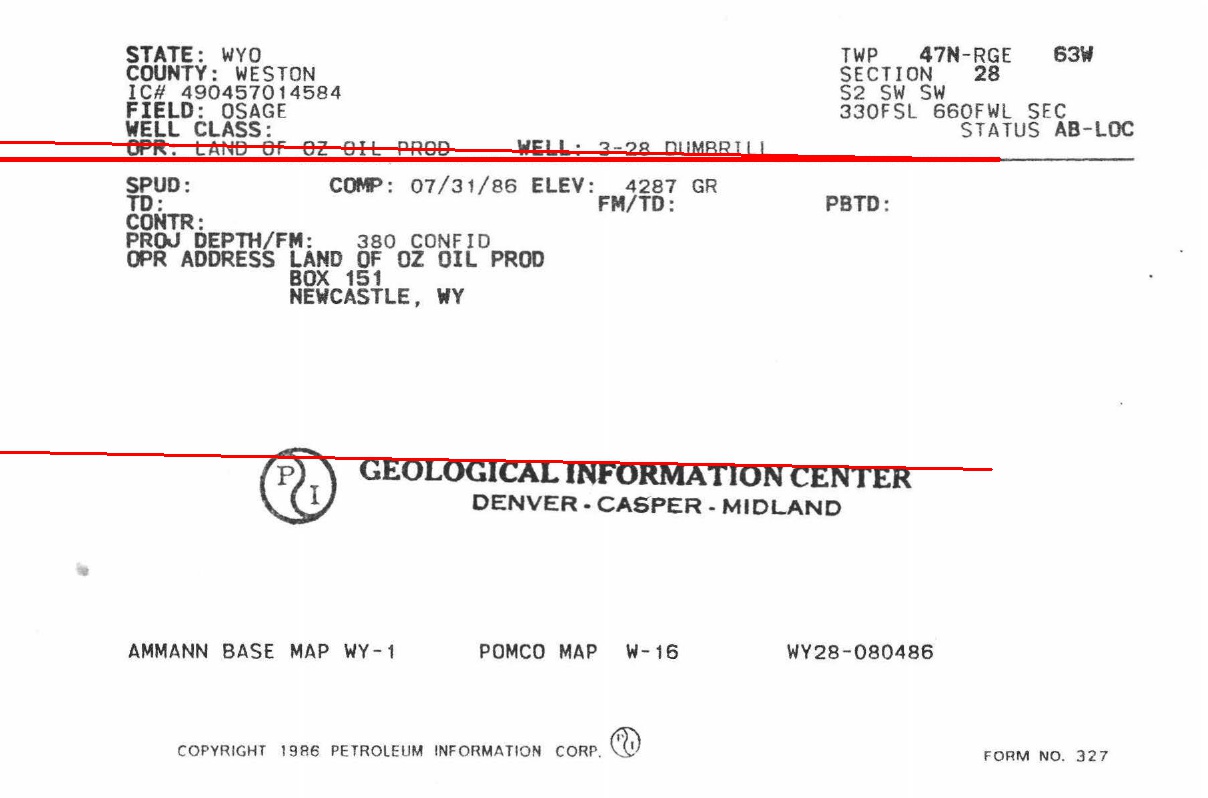 STATE: WYO TWP 47N-RGE 63W
COUNTY: WESTON SECTION 28
IC# 490457014584 S2 SW SW
FIELD: OSAGE 330FSL 660FWL SEC
WELL CLASS: STATUS AB-LOC
OPR: LAND OF OZ OIL PROD WELL: 3-28 DUMBRILL
SPUD: COMP: 07/31/86 ELEV: 4287 GR
TD: FM/TD: PBTD:
CONTR:
PROJ DEPTH/FM: 380 CONFID
OPR ADDRESS LAND OF OZ OIL PROD
BOX 151
NEWCASTLE, WY
PI GEOLOGICAL INFORMATION CENTER
DENVER - CASPER - MIDLAND
AMMANN BASE MAP WY-1 POMCO MAP W-16 WY28-080486
COPYRIGHT 1986 PETROLEUM INFORMATION CORP. PI
FORM NO. 327